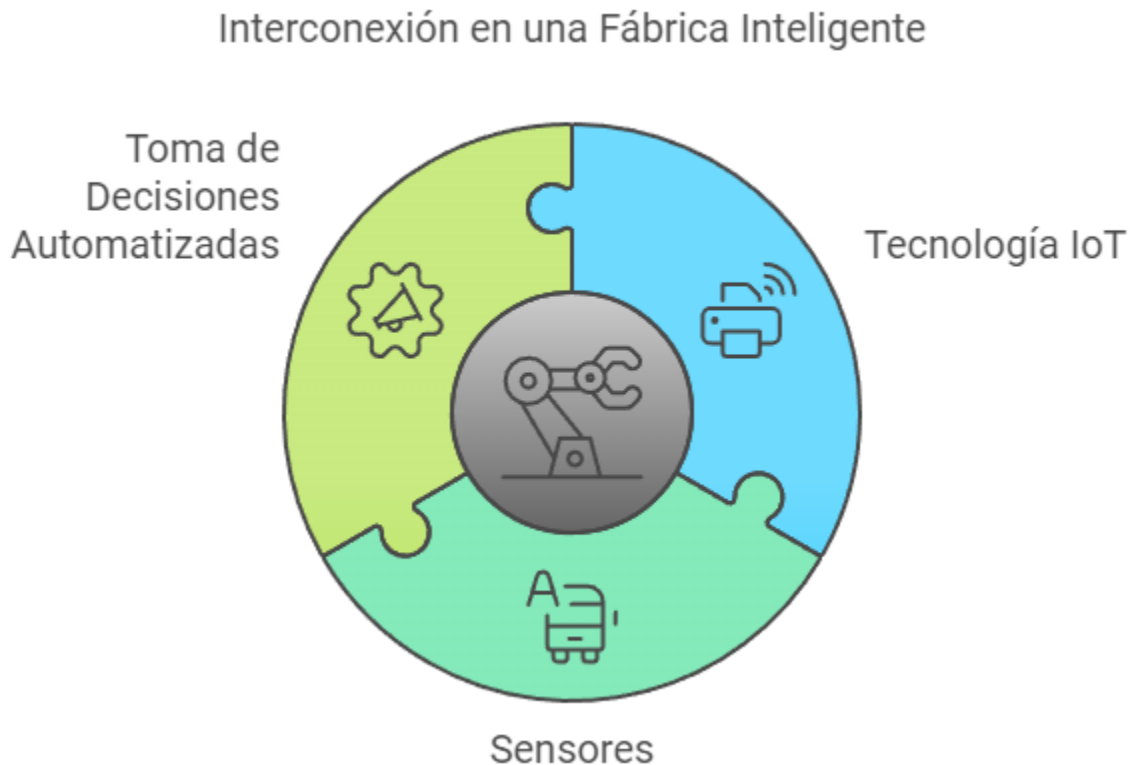 Interconexión en una Fábrica Inteligente
Toma de
Decisiones
Automatizadas
Tecnología IoT
A
Sensores